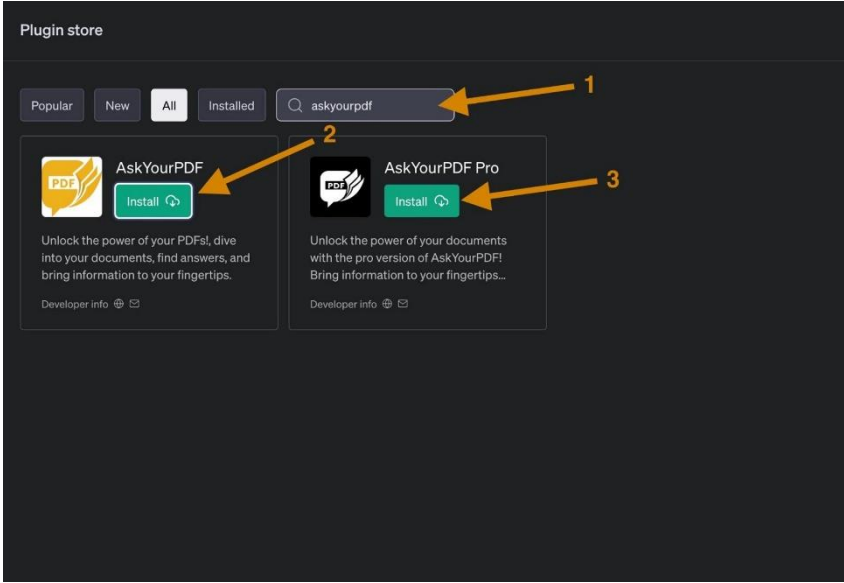 Plugin store
1
Popular New All Installed askyourpdf
2
AskYourPDF AskYourPDF Pro
3
PDF Install PDF Install
Unlock the power of your PDFs!, dive
into your documents, find answers, and
bring information to your fingertips.
Developer info
Unlock the power of your documents
with the pro version of AskYourPDF!
Bring information to your fingertips...
Developer info